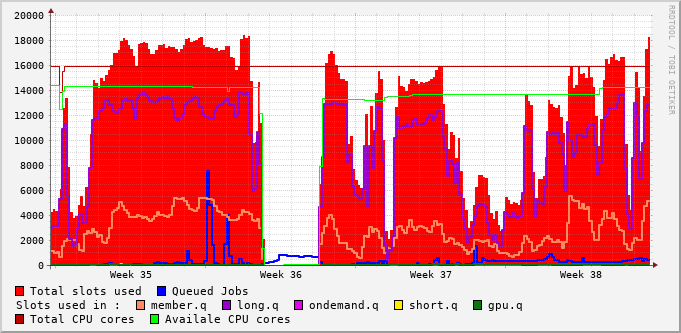 20000
18000
16000
14000
12000
10000
8000
6000
4000
2000
0
Week 35 Week 36 Week 37 Week 38
Total slots used Queued Jobs
Slots used in : member.q long.q ondemand.q short.q gpu.q
Total CPU cores Availale CPU cores
RRDTOOL / TOBI OETIKER